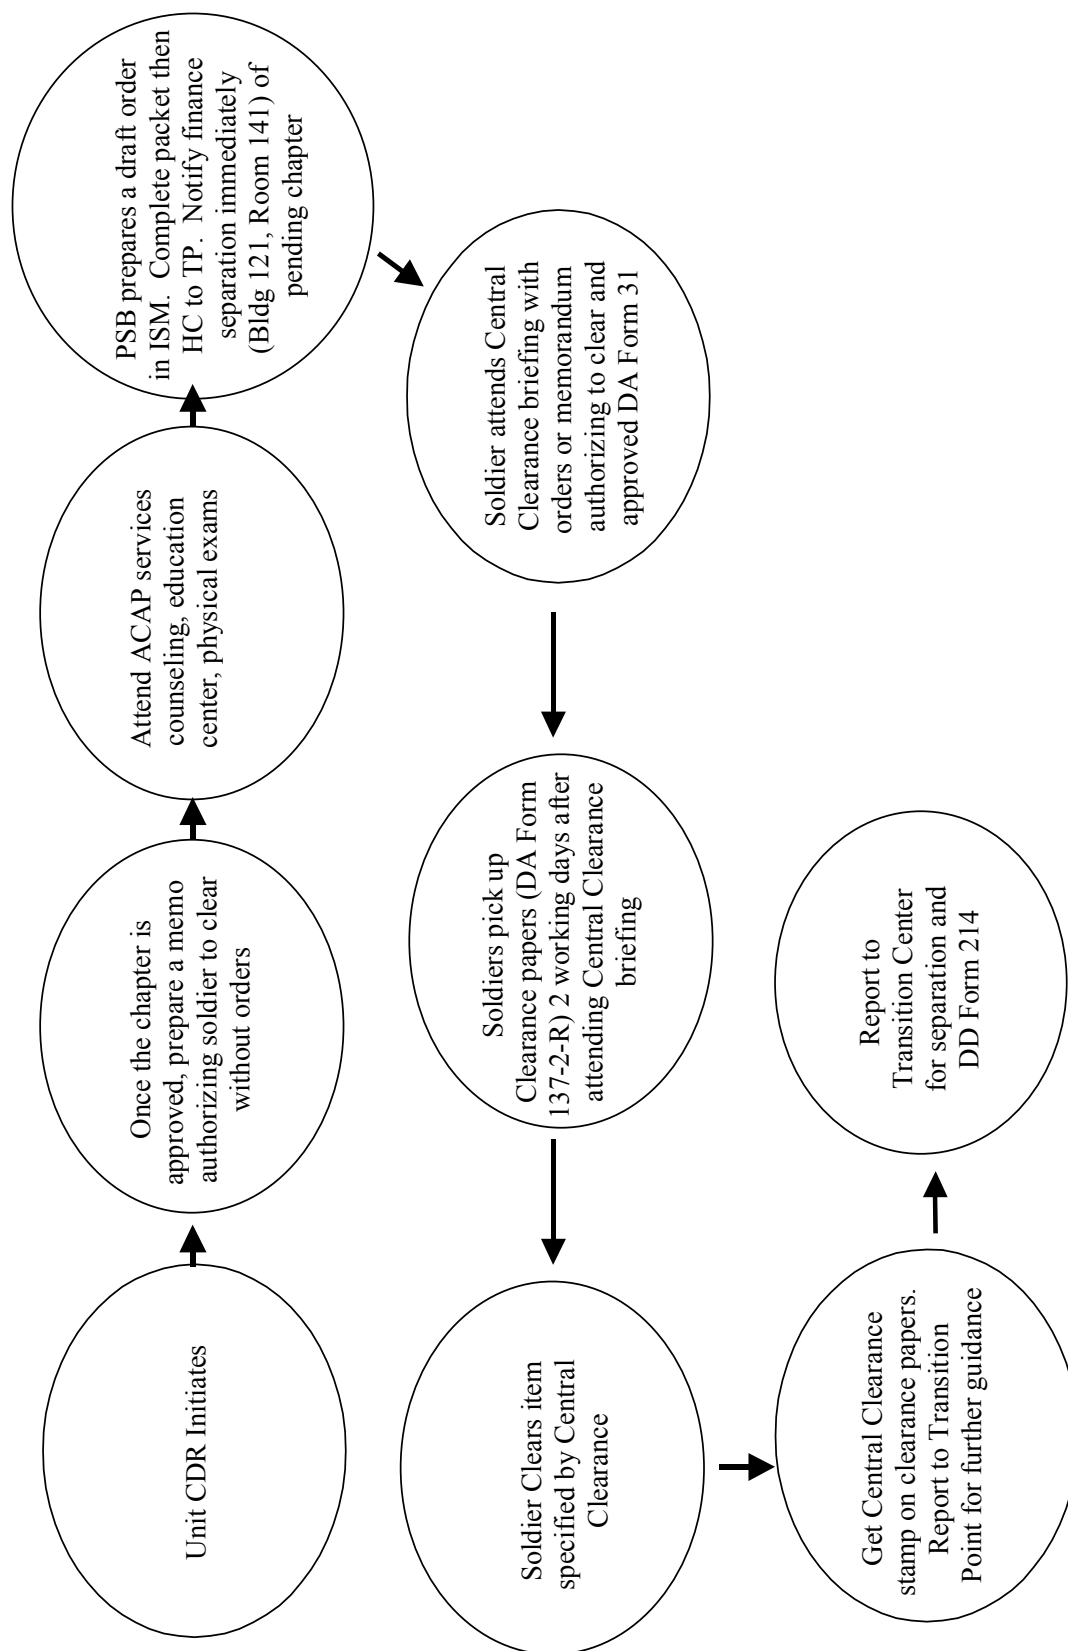 Unit CDR Initiates
Once the chapter is
approved, prepare a memo
authorizing soldier to clear
without orders
Attend ACAP services
counseling, education
center, physical exams
PSB prepares a draft order
in ISM.  Complete packet then
HC to TP.  Notify finance
separation immediately
(Bldg 121, Room 141) of
pending chapter
Soldier attends Central
Clearance briefing with
orders or memorandum
authorizing to clear and
approved DA Form 31
Soldiers pick up
Clearance papers (DA Form
137-2-R) 2 working days after
attending Central Clearance
briefing
Soldier Clears item
specified by Central
Clearance
Get Central Clearance
stamp on clearance papers.
Report to Transition
Point for further guidance
Report to
Transition Center
for separation and
DD Form 214